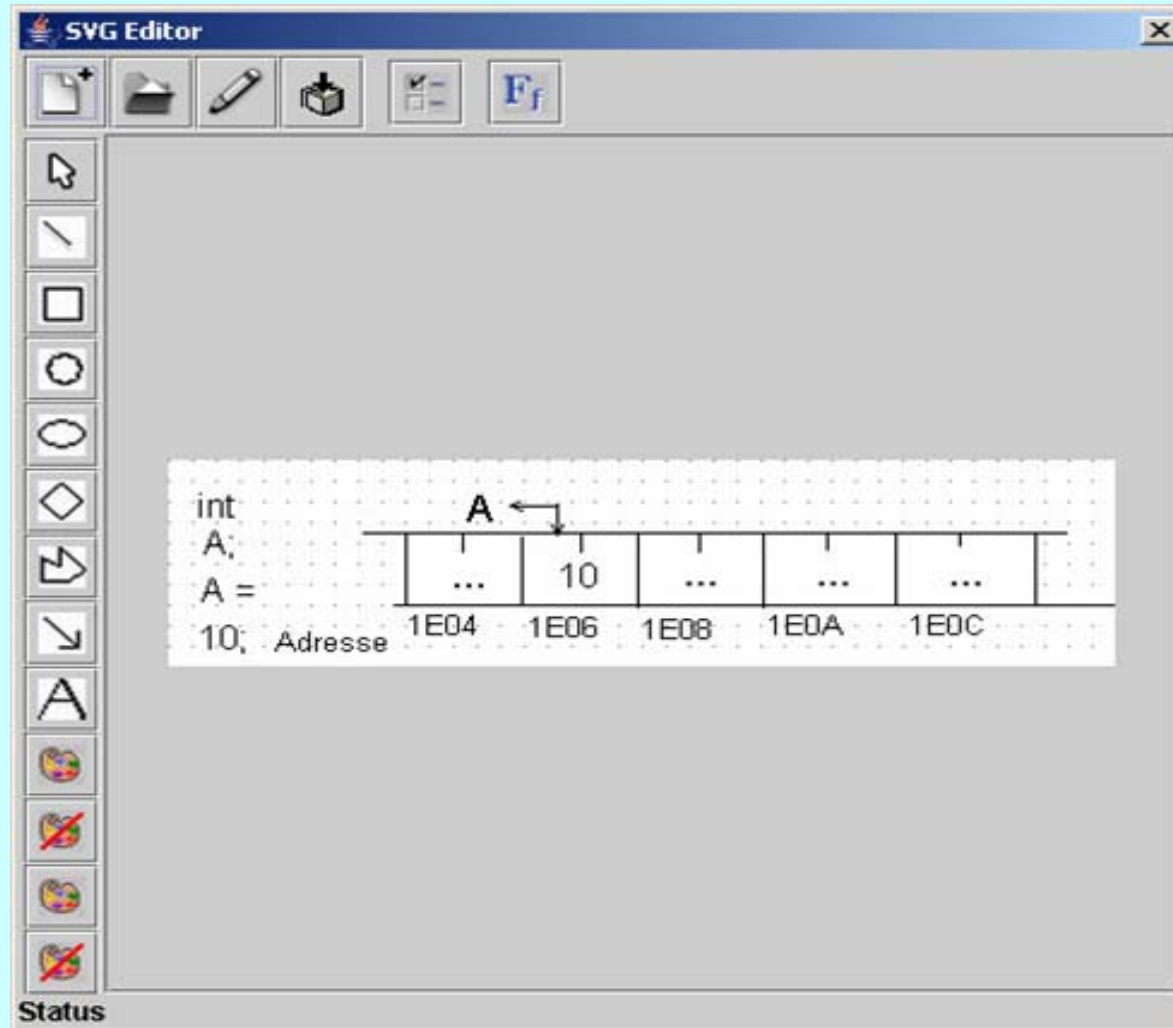 SVG Editor
Ff
A
int
A;
A =
10;
A
... 10 ... ... ...
Adresse 1E04 1E06 1E08 1E0A 1E0C
Status